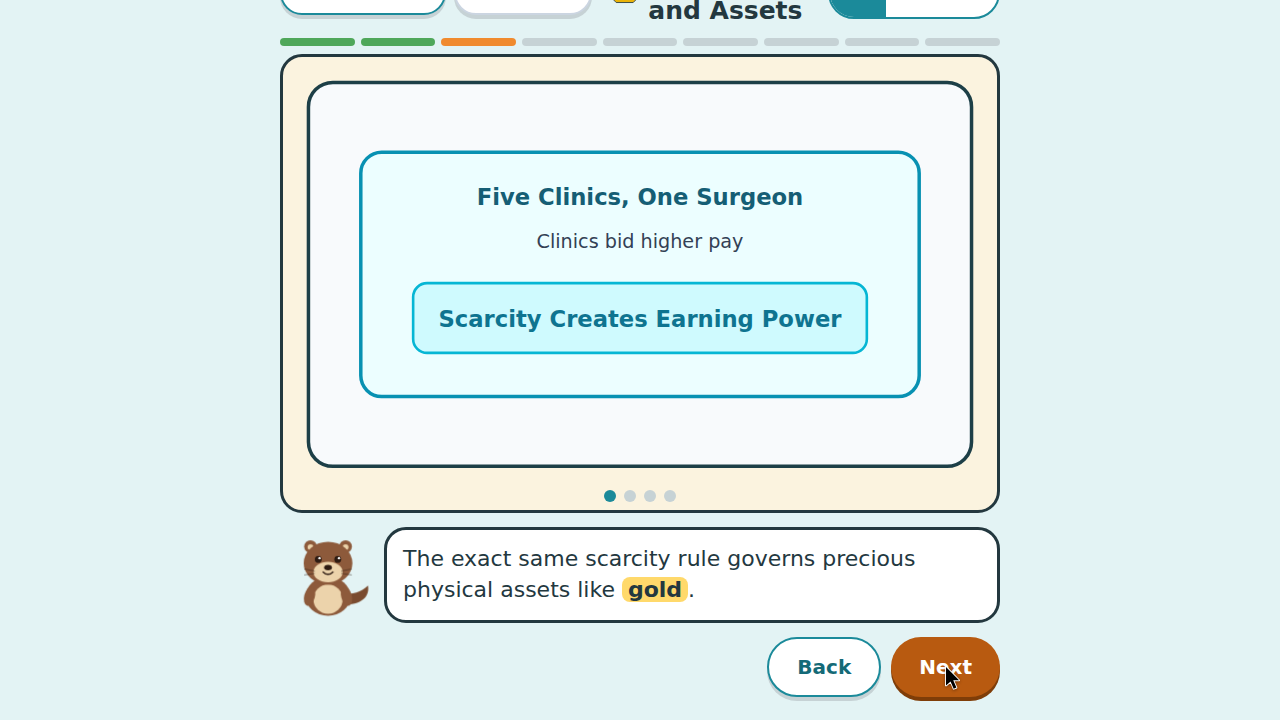 and Assets
Five Clinics, One Surgeon
Clinics bid higher pay
Scarcity Creates Earning Power
The exact same scarcity rule governs precious
physical assets like gold.
Back
Next